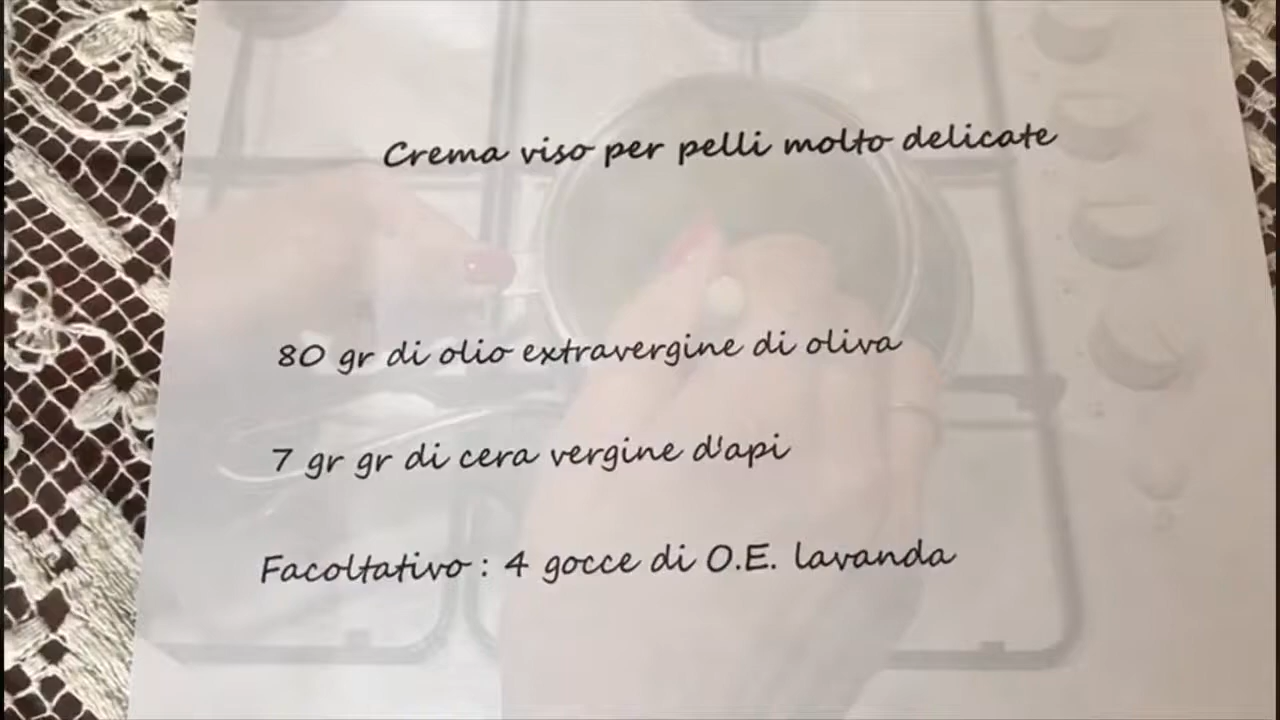 Crema viso per pelli molto delicate
80 gr di olio extravergine di oliva
7 gr gr di cera vergine d'api
Facoltativo : 4 gocce di O.E. lavanda